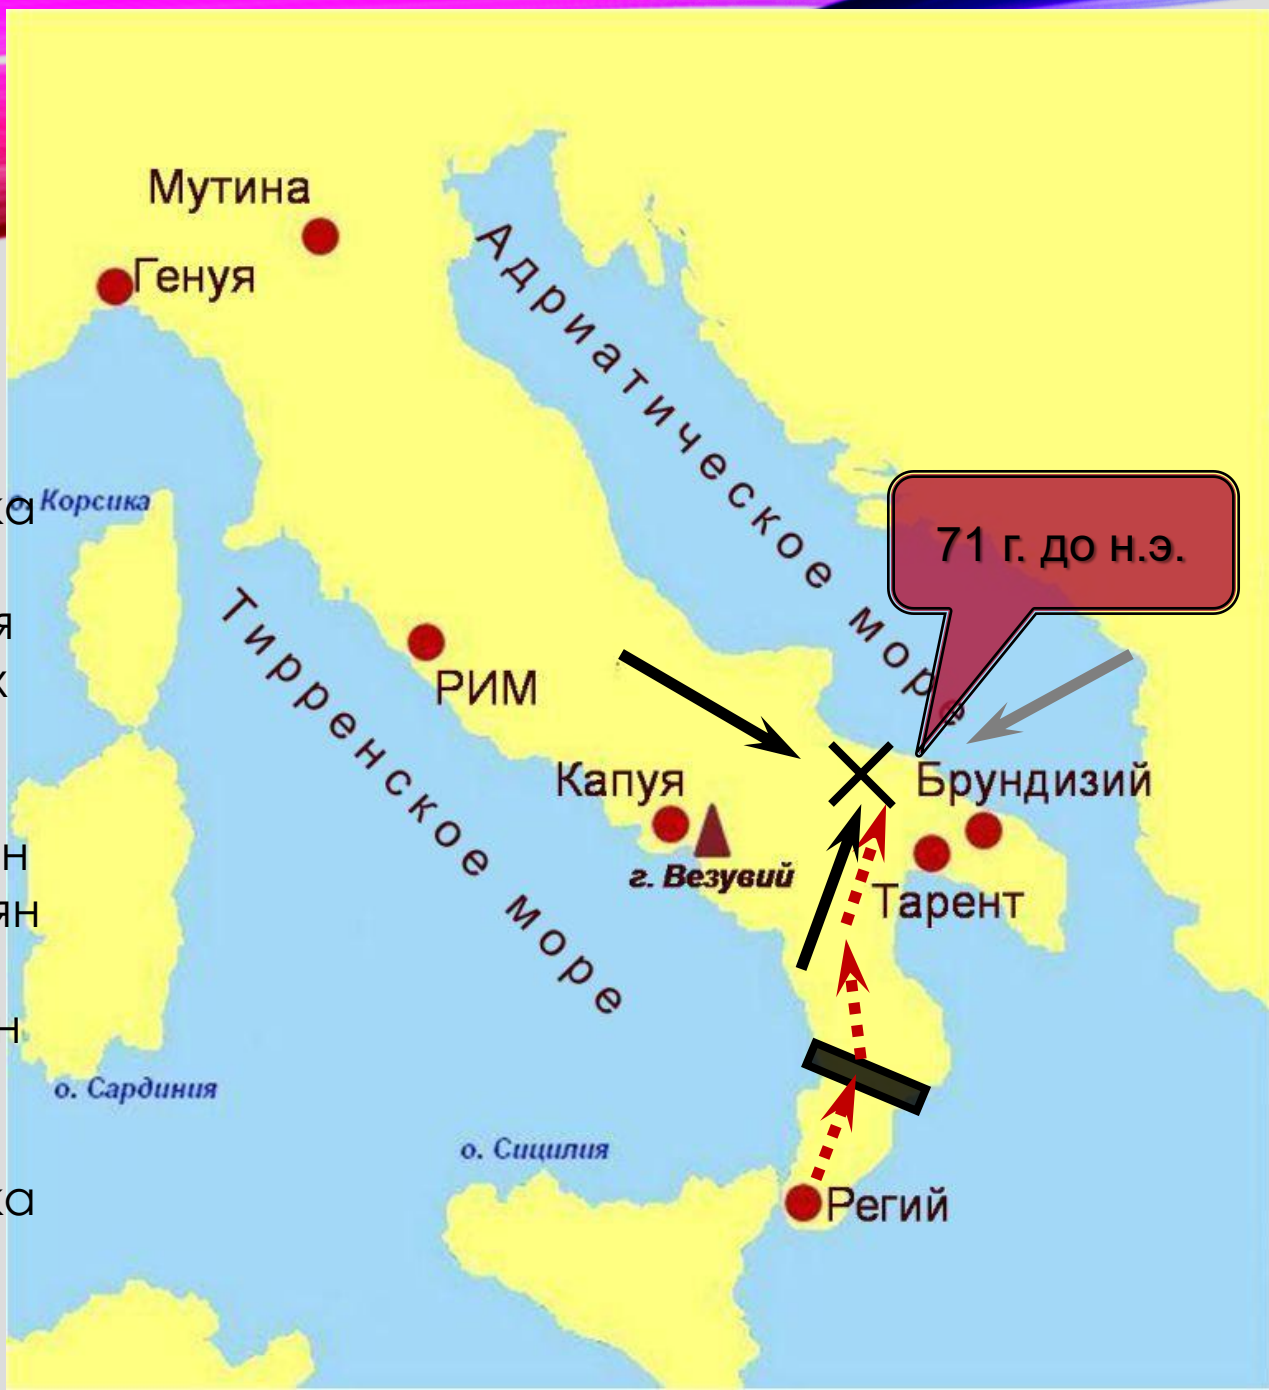 Мутина
Генуя
Адриатическое море
о. Корсика
71 г. до н.э.
Тирренское море
РИМ
Капуя
Брундизий
г. Везувий
Тарент
о. Сардиния
о. Сицилия
Регий